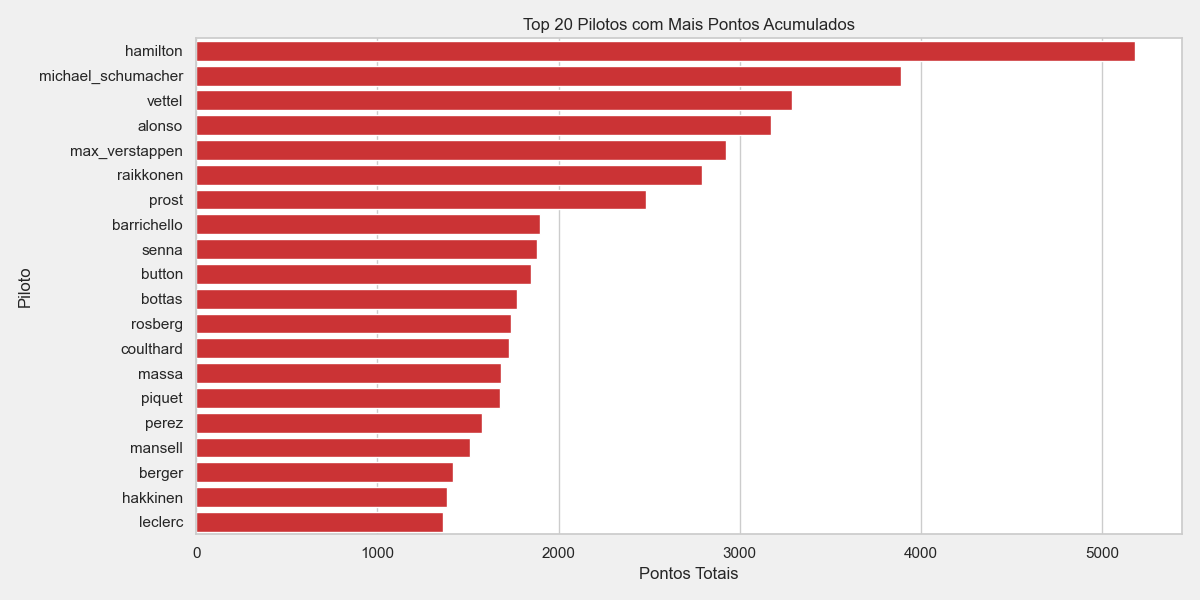 Top 20 Pilotos com Mais Pontos Acumulados
hamilton
michael_schumacher
vettel
alonso
max_verstappen
raikkonen
prost
barrichello
senna
button
bottas
rosberg
coulthard
massa
piquet
perez
mansell
berger
hakkinen
leclerc
Piloto
0 1000 2000 3000 4000 5000
Pontos Totais